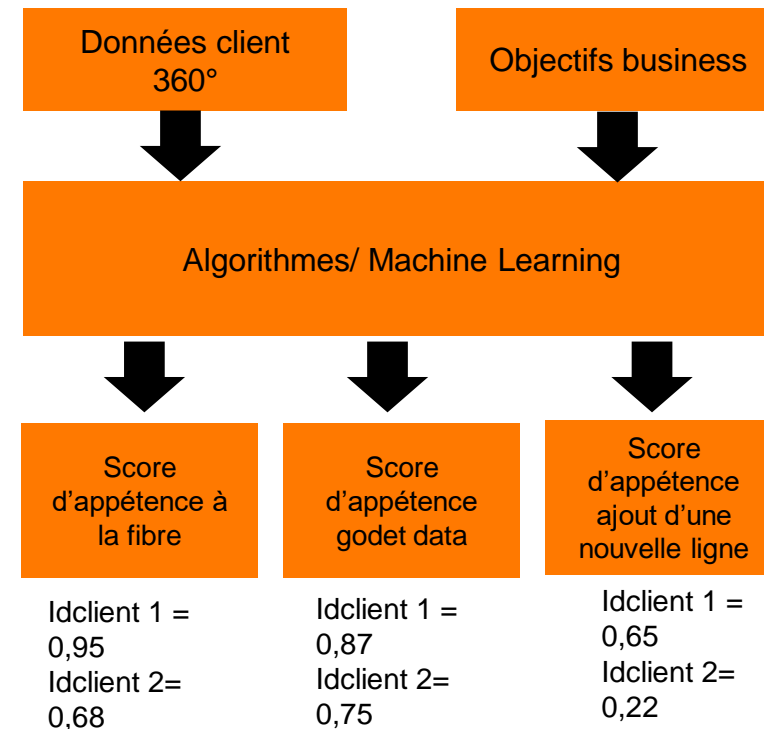 Données client
360°
Objectifs business
Algorithmes/ Machine Learning
Score
d’appétence à
la fibre
Score
d’appétence
godet data
Score
d’appétence
ajout d’une
nouvelle ligne
Idclient 1 =
0,95
Idclient 2=
0,68
Idclient 1 =
0,87
Idclient 2=
0,75
Idclient 1 =
0,65
Idclient 2=
0,22